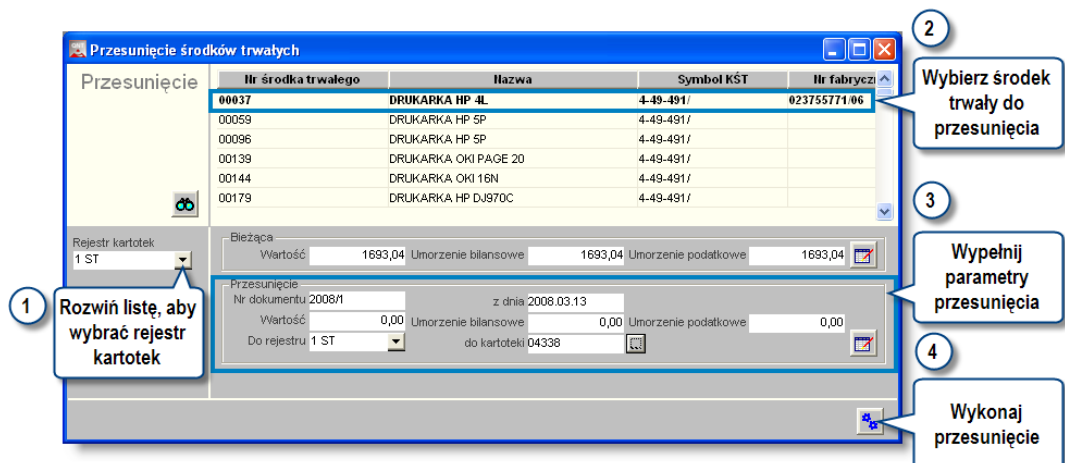 Przesunięcie środków trwałych
Przesunięcie
Nr środka trwałego Nazwa Symbol KŚT Nr fabryczn
00037 DRUKARKA HP 4L 4-49-491/ 023755771/06
00059 DRUKARKA HP 5P 4-49-491/
00096 DRUKARKA HP 5P 4-49-491/
00139 DRUKARKA OKI PAGE 20 4-49-491/
00144 DRUKARKA OKI 16N 4-49-491/
00179 DRUKARKA HP DJ970C 4-49-491/
Rejestr kartotek
1 ST
Bieżąca
Wartość 1693,04 Umorzenie bilansowe 1693,04 Umorzenie podatkowe 1693,04
Przesunięcie
Nr dokumentu 2008/1 z dnia 2008.03.13
Wartość 0,00 Umorzenie bilansowe 0,00 Umorzenie podatkowe 0,00
Do rejestru 1 ST do kartoteki 04338
1
Rozwiń listę, aby
wybrać rejestr
kartotek
2
Wybierz środek
trwały do
przesunięcia
3
Wypełnij
parametry
przesunięcia
4
Wykonaj
przesunięcie